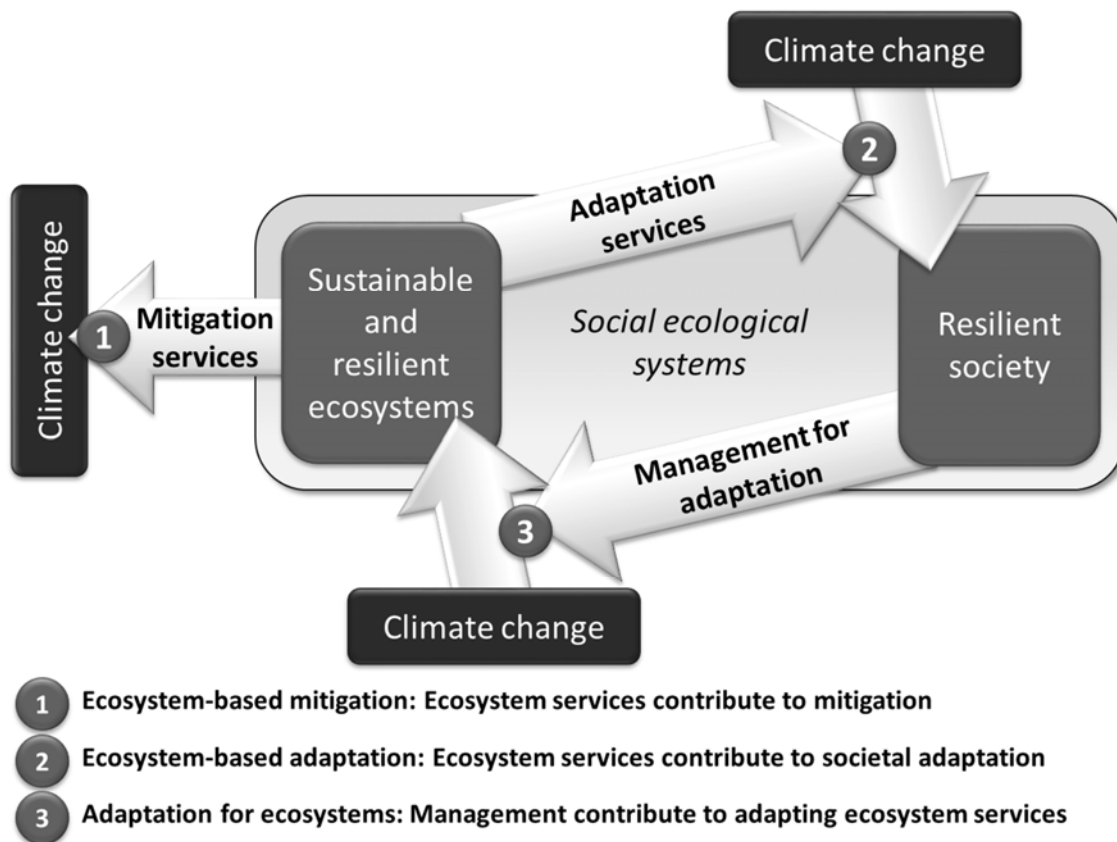 Climate change
2
Adaptation
services
Climate change
1
Mitigation
services
Sustainable
and
resilient
ecosystems
Social ecological
systems
Resilient
society
Management for
adaptation
3
Climate change
1 Ecosystem-based mitigation: Ecosystem services contribute to mitigation
2 Ecosystem-based adaptation: Ecosystem services contribute to societal adaptation
3 Adaptation for ecosystems: Management contribute to adapting ecosystem services